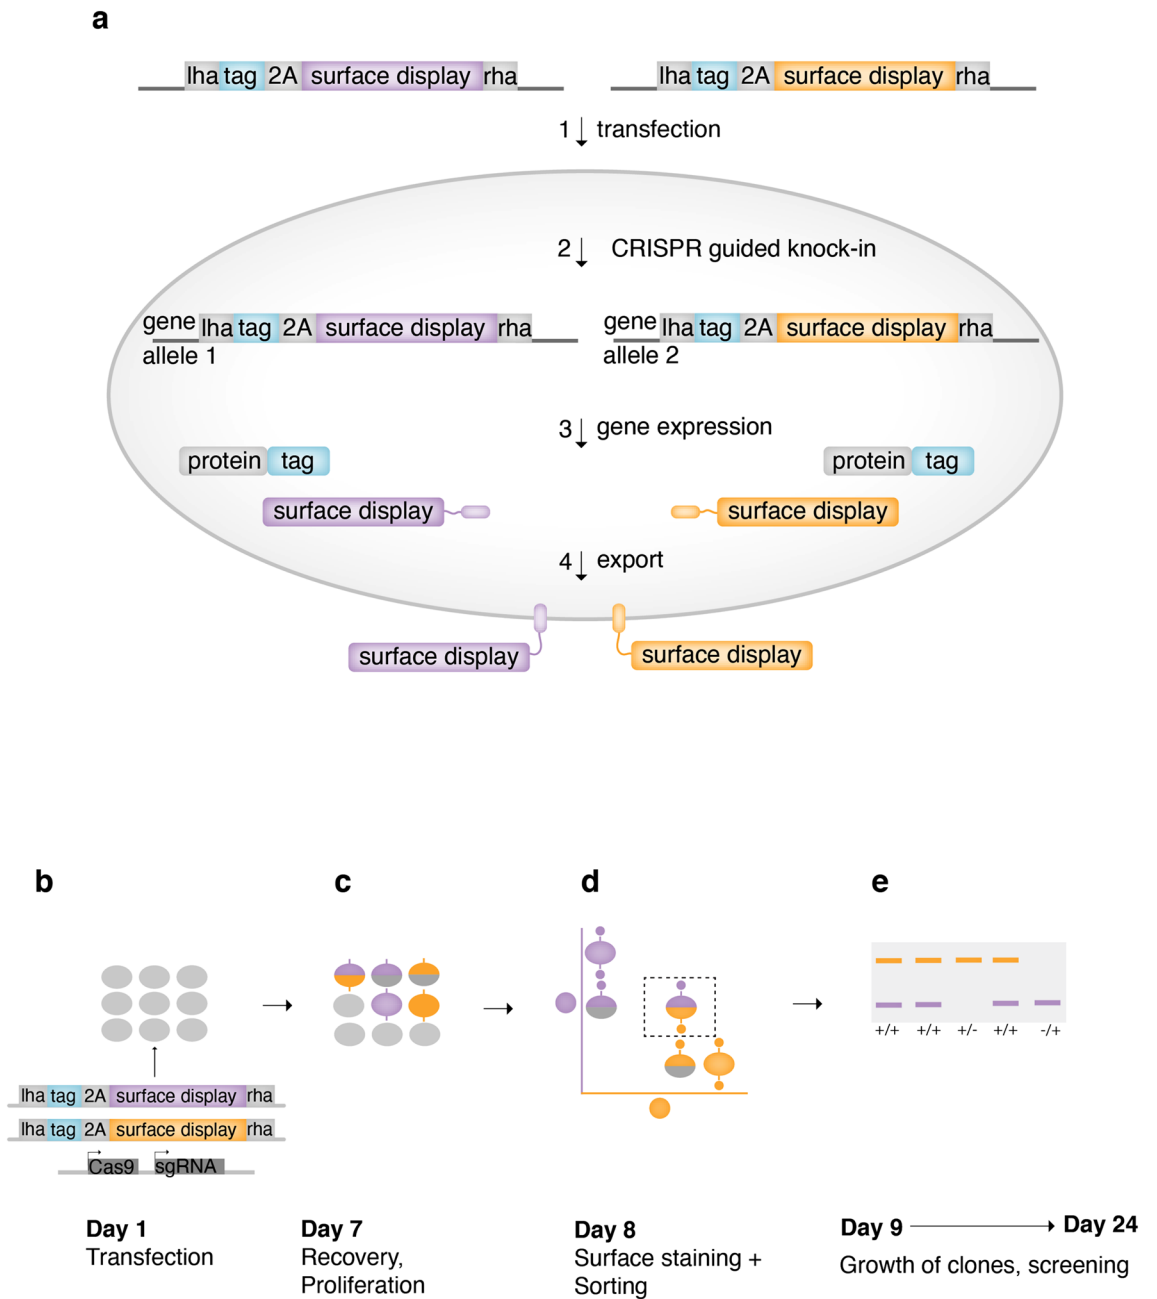 a
lha tag 2A surface display rha
lha tag 2A surface display rha
1 transfection
2 CRISPR guided knock-in
gene lha tag 2A surface display rha
allele 1
gene lha tag 2A surface display rha
allele 2
3 gene expression
protein tag
protein tag
surface display
surface display
4 export
surface display
surface display
b
c
d
e
lha tag 2A surface display rha
lha tag 2A surface display rha
Cas9 sgRNA
+/+ +/+ +/- +/+ -/+
Day 1
Transfection
Day 7
Recovery,
Proliferation
Day 8
Surface staining +
Sorting
Day 9 Day 24
Growth of clones, screening